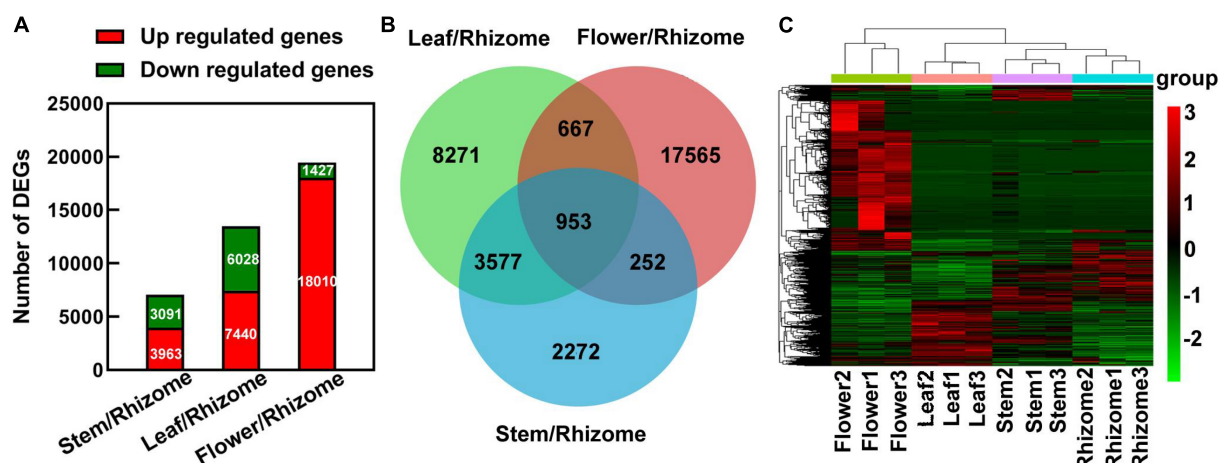 A
Up regulated genes
Down regulated genes
Number of DEGs
25000
20000
15000
10000
5000
0
3091
3963
6028
7440
1427
18010
Stem/Rhizome
Leaf/Rhizome
Flower/Rhizome
B
Leaf/Rhizome
Flower/Rhizome
667
8271
17565
953
3577
252
2272
Stem/Rhizome
C
group
3
2
1
0
-1
-2
Flower2
Flower1
Flower3
Leaf2
Leaf1
Leaf3
Stem2
Stem1
Stem3
Rhizome2
Rhizome1
Rhizome3